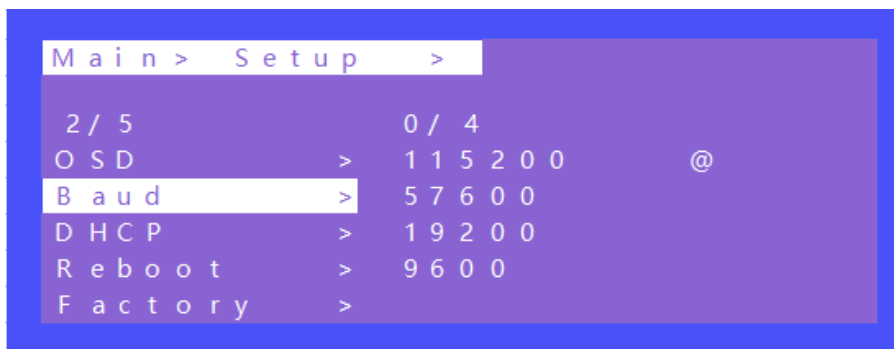 Main> Setup >
2/5 0/4
OSD > 115200 @
Baud > 57600
DHCP > 19200
Reboot > 9600
Factory >